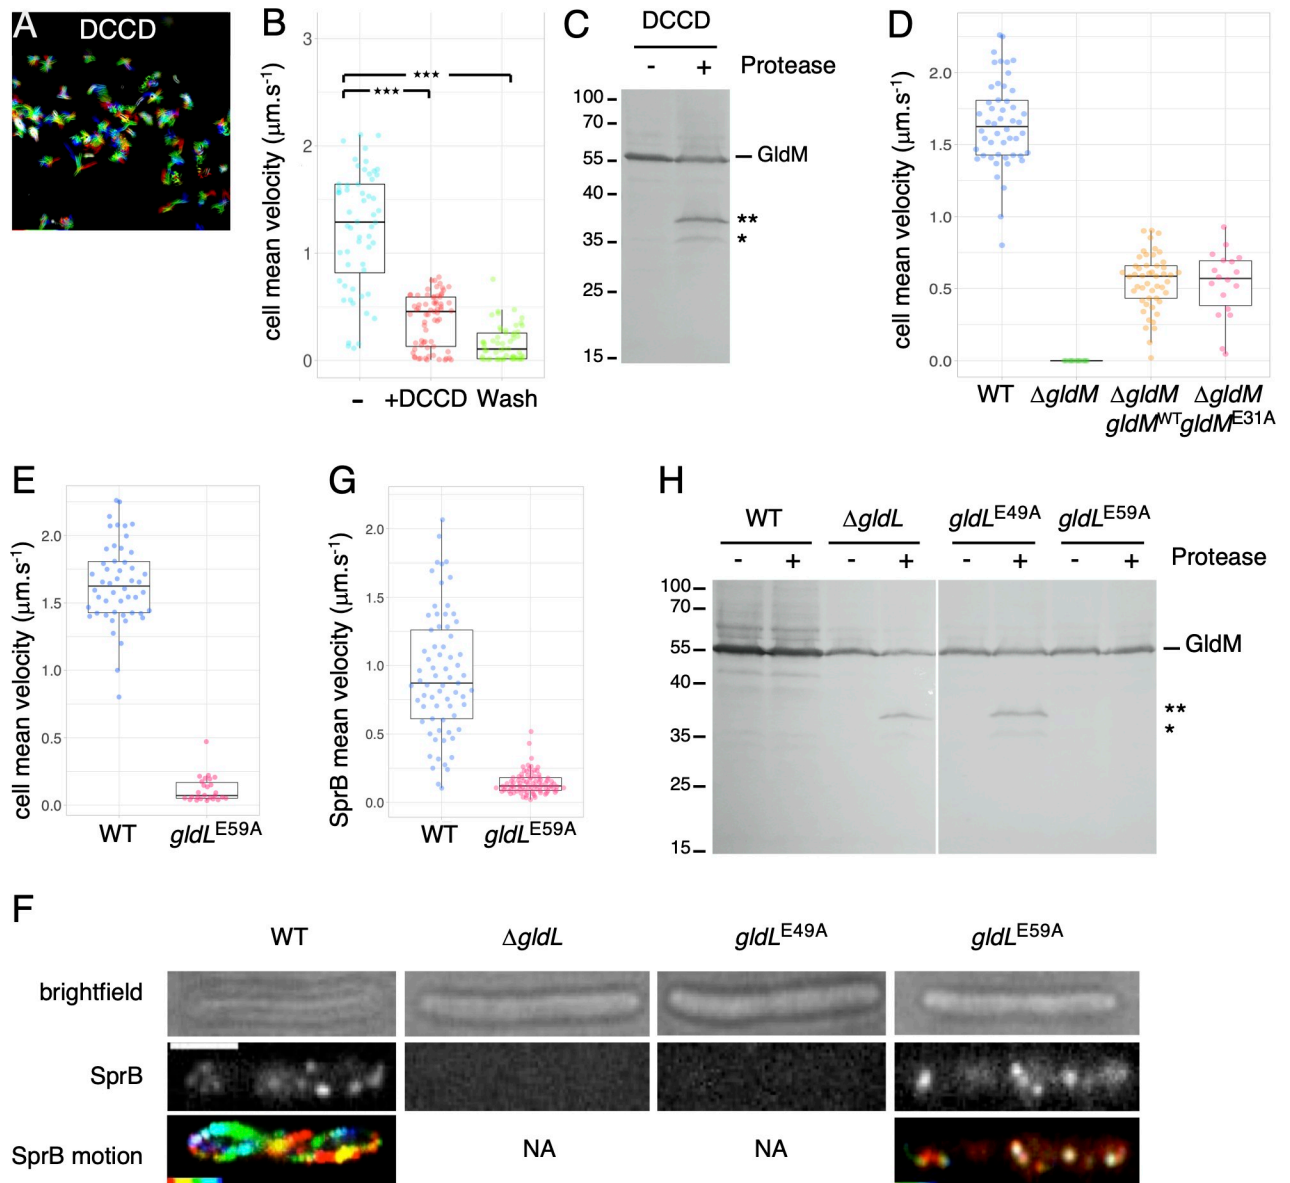 A
DCCD
B
cell mean velocity (μm.s-1)
3
2
1
0
★★★
★★★
- +DCCD Wash
C
DCCD
- + Protease
100
70
55
40
35
25
15
GldM
**
*
D
cell mean velocity (μm.s-1)
2.0
1.5
1.0
0.5
0.0
WT ΔgldM ΔgldM ΔgldM
gldMWT gldME31A
E
cell mean velocity (μm.s-1)
2.0
1.5
1.0
0.5
0.0
WT gldLE59A
G
SprB mean velocity (μm.s-1)
2.0
1.5
1.0
0.5
0.0
WT gldLE59A
H
WT ΔgldL gldLE49A gldLE59A
- + - + - + - + Protease
100
70
55
40
35
25
15
GldM
**
*
F
WT ΔgldL gldLE49A gldLE59A
brightfield
SprB
SprB motion
NA NA